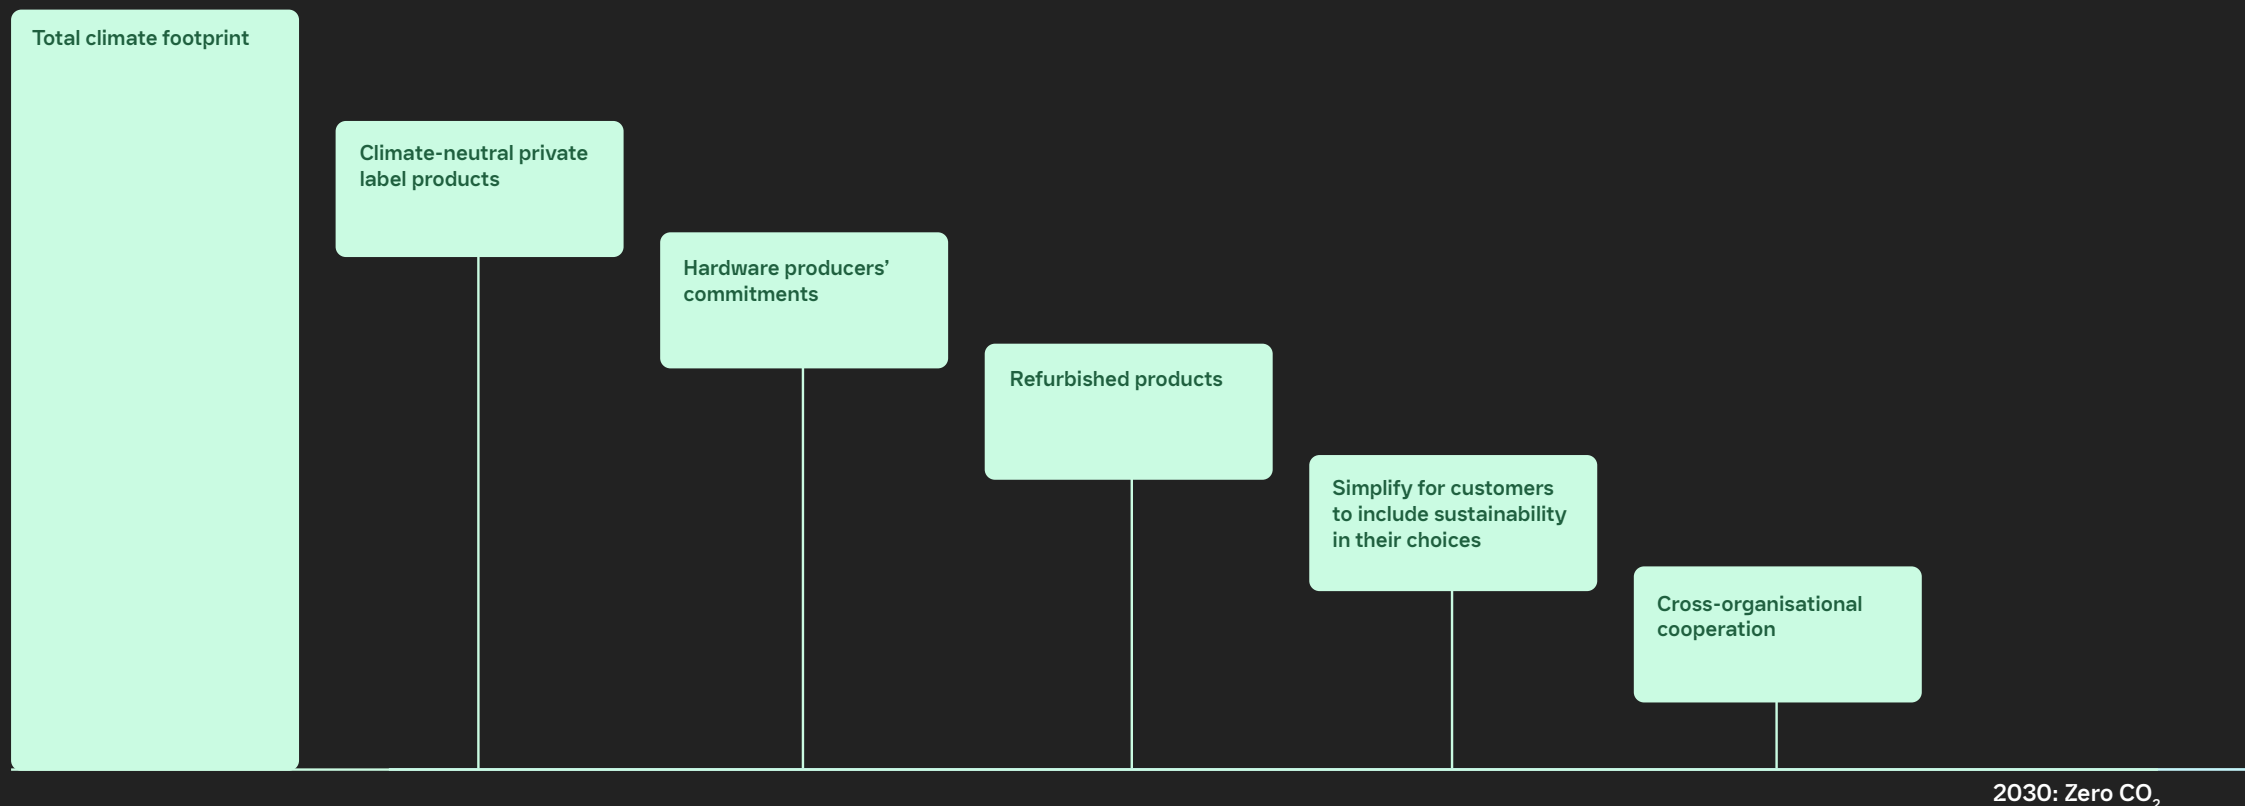 Total climate footprint
Climate-neutral private
label products
Hardware producers’
commitments
Refurbished products
Simplify for customers
to include sustainability
in their choices
Cross-organisational
cooperation
2030: Zero CO₂